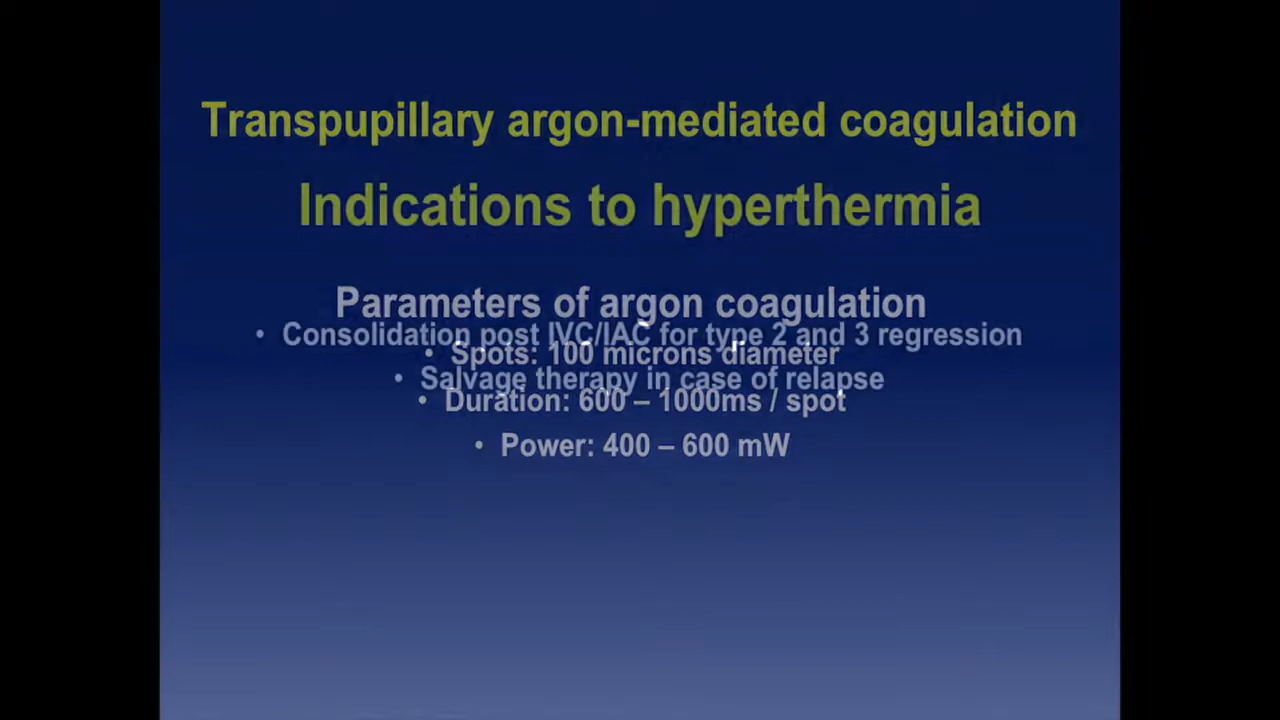 Transpupillary argon-mediated coagulation
Indications to hyperthermia
Parameters of argon coagulation
• Consolidation post IVC/IAC for type 2 and 3 regression
• Spots: 100 microns diameter
• Salvage therapy in case of relapse
• Duration: 600 – 1000ms / spot
• Power: 400 – 600 mW